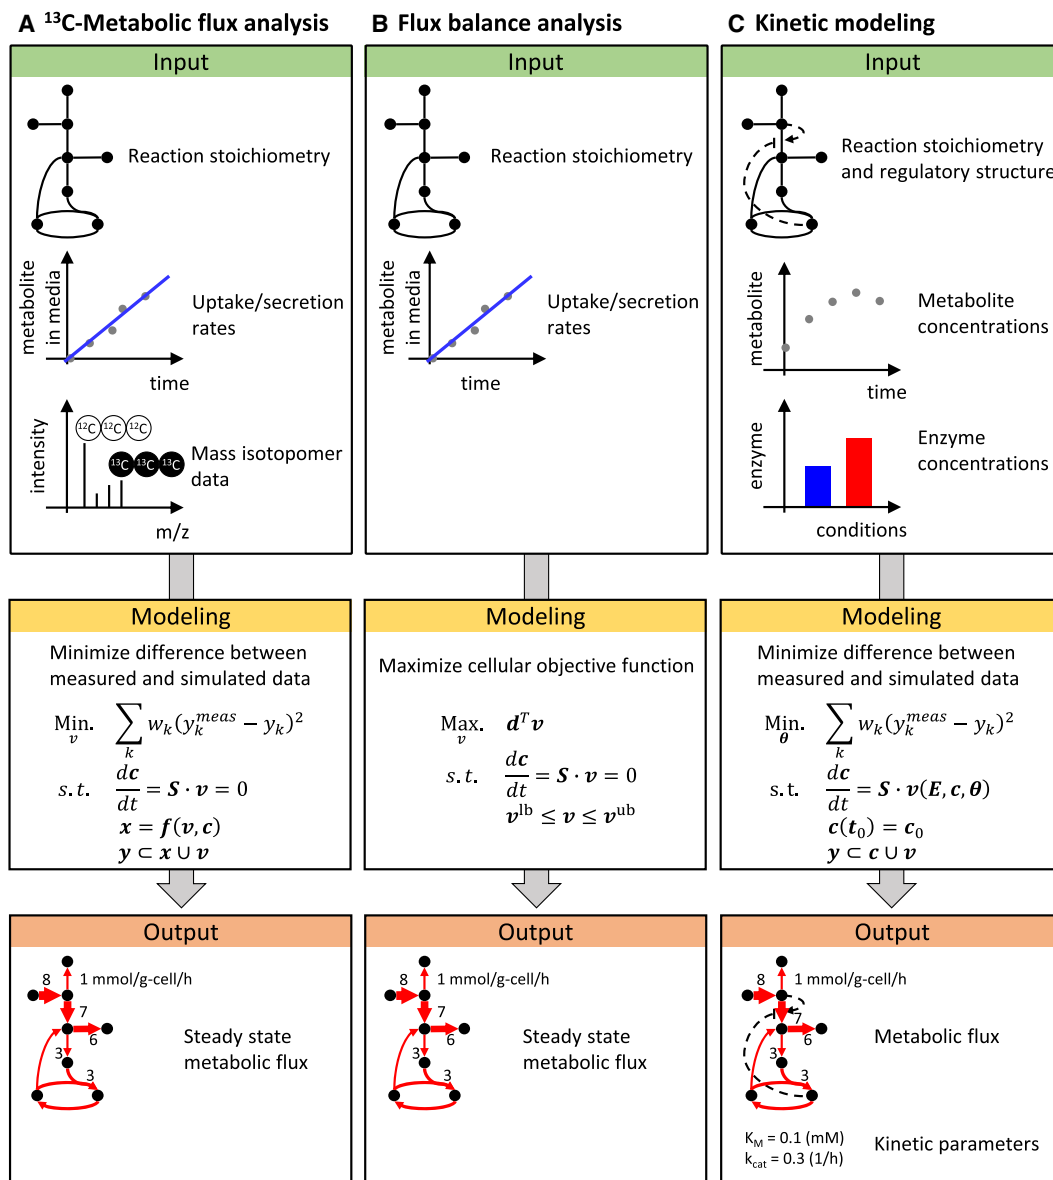 A ¹³C-Metabolic flux analysis
Input
Reaction stoichiometry
metabolite
in media
time
Uptake/secretion
rates
intensity
¹²C ¹²C ¹²C
¹³C ¹³C ¹³C
m/z
Mass isotopomer
data
Modeling
Minimize difference between
measured and simulated data
Min. v ∑ k w_k(y_k^meas − y_k)²
s.t. dc/dt = S · v = 0
x = f(v, c)
y ⊂ x ∪ v
Output
8
1 mmol/g-cell/h
7
6
3
3
Steady state
metabolic flux
B Flux balance analysis
Input
Reaction stoichiometry
metabolite
in media
time
Uptake/secretion
rates
Modeling
Maximize cellular objective function
Max. v d^T v
s.t. dc/dt = S · v = 0
v^lb ≤ v ≤ v^ub
Output
8
1 mmol/g-cell/h
7
6
3
3
Steady state
metabolic flux
C Kinetic modeling
Input
Reaction stoichiometry
and regulatory structure
metabolite
time
Metabolite
concentrations
enzyme
conditions
Enzyme
concentrations
Modeling
Minimize difference between
measured and simulated data
Min. θ ∑ k w_k(y_k^meas − y_k)²
s.t. dc/dt = S · v(E, c, θ)
c(t₀) = c₀
y ⊂ c ∪ v
Output
8
1 mmol/g-cell/h
7
6
3
3
Metabolic flux
K_M = 0.1 (mM)
k_cat = 0.3 (1/h)
Kinetic parameters